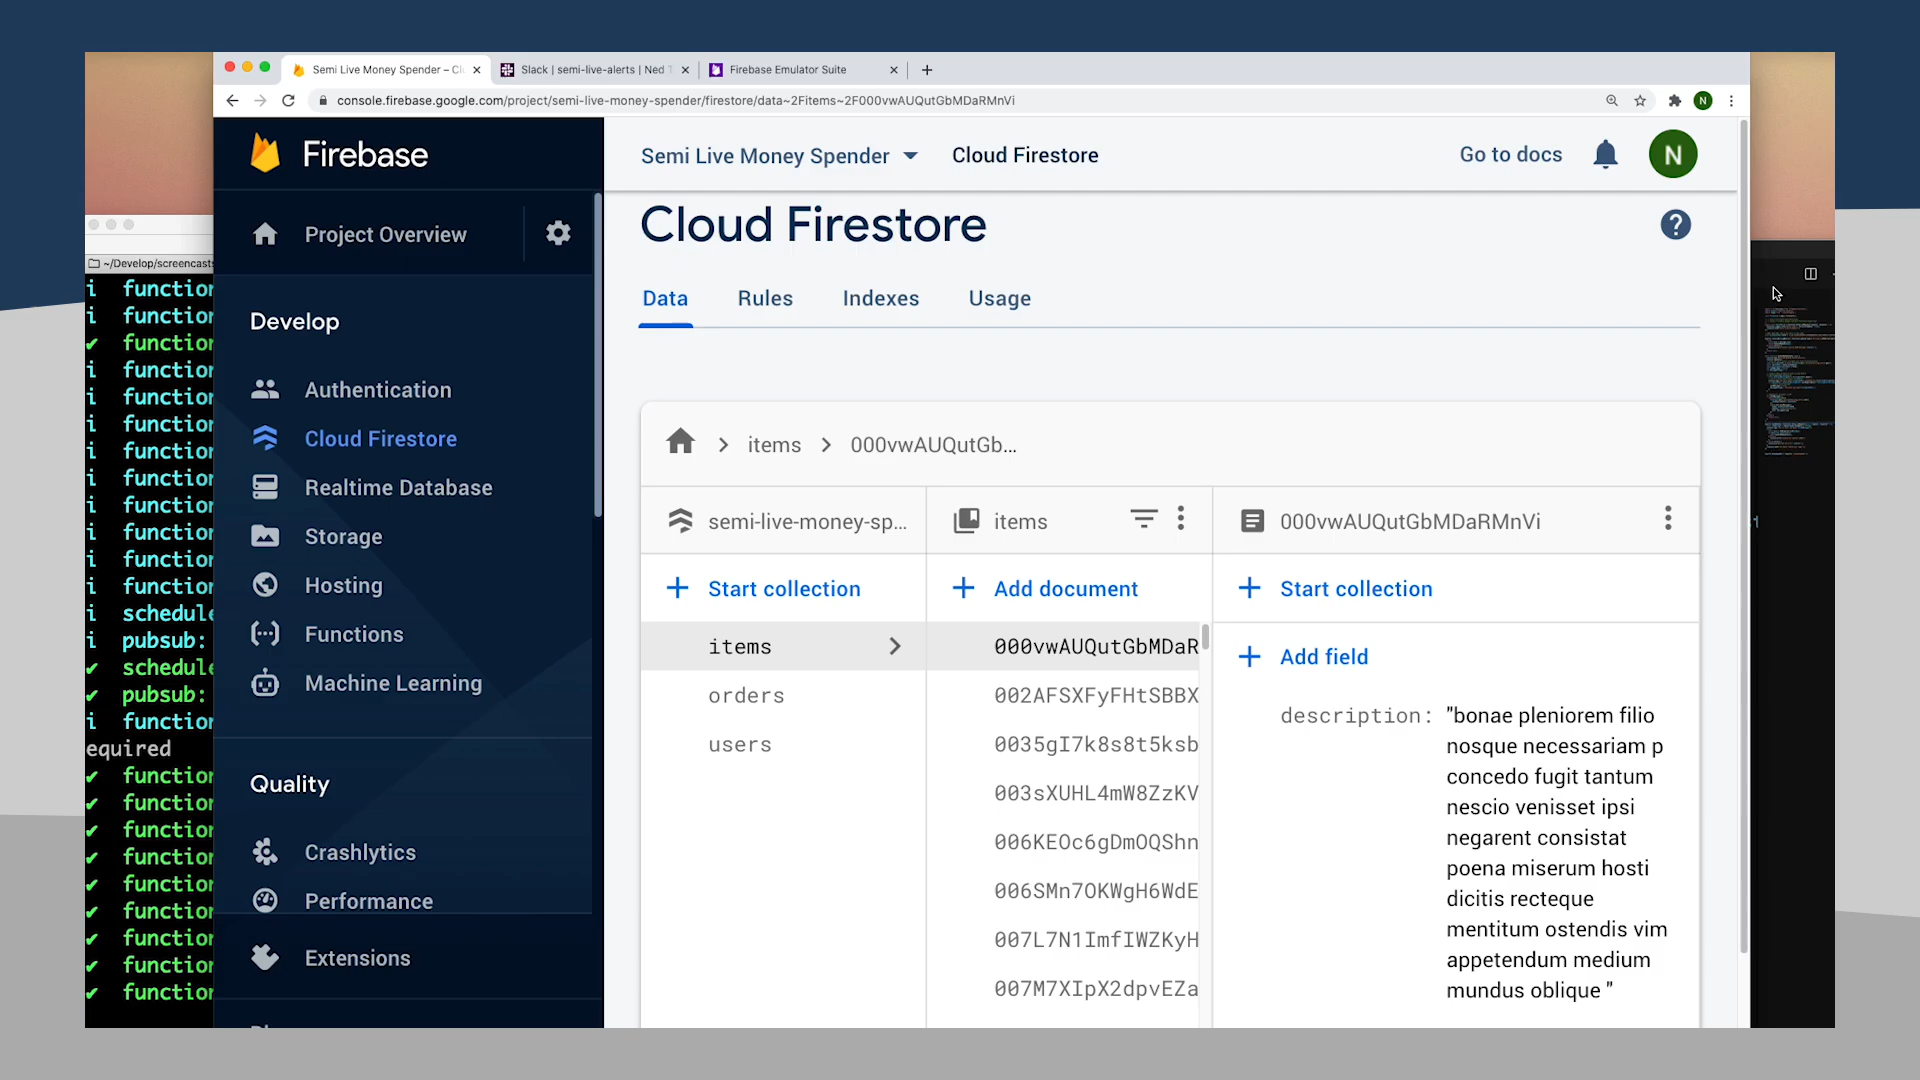 Semi Live Money Spender – Cl
Slack | semi-live-alerts | Ned T
Firebase Emulator Suite
console.firebase.google.com/project/semi-live-money-spender/firestore/data~2Fitems~2F000vwAUQutGbMDaRMnVi
N
Firebase
Semi Live Money Spender
Cloud Firestore
Go to docs
N
Project Overview
Cloud Firestore
?
Data
Rules
Indexes
Usage
Develop
Authentication
Cloud Firestore
Realtime Database
Storage
Hosting
Functions
Machine Learning
Quality
Crashlytics
Performance
Extensions
items
000vwAUQutGb...
semi-live-money-sp...
items
000vwAUQutGbMDaRMnVi
Start collection
Add document
Start collection
items
orders
users
000vwAUQutGbMDaR
002AFSXFyFHtSBBX
0035gI7k8s8t5ksb
003sXUHL4mW8ZzKV
006KEOc6gDmOQShn
006SMn7OKWgH6WdE
007L7N1ImfIWZKyH
007M7XIpX2dpvEZa
Add field
description: "bonae pleniorem filio
nosque necessariam p
concedo fugit tantum
nescio venisset ipsi
negarent consistat
poena miserum hosti
dicitis recteque
mentitum ostendis vim
appetendum medium
mundus oblique "
~/Develop/screencasts
i function
i function
✔ function
i function
i function
i function
i function
i function
i function
i function
i function
i function
i schedule
i pubsub:
✔ schedule
✔ pubsub:
i function
equired
✔ function
✔ function
✔ function
✔ function
✔ function
✔ function
✔ function
✔ function
✔ function